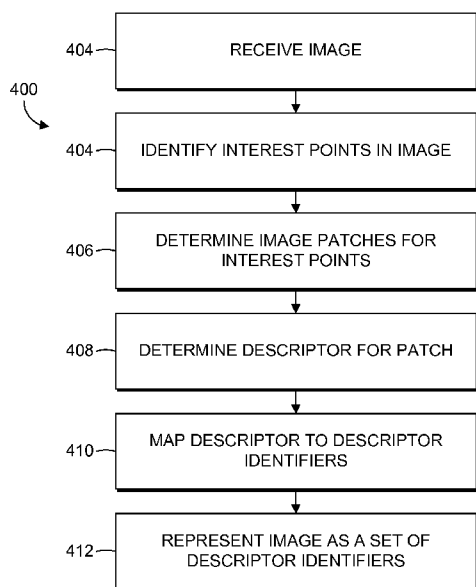 404
RECEIVE IMAGE
400
404
IDENTIFY INTEREST POINTS IN IMAGE
406
DETERMINE IMAGE PATCHES FOR
INTEREST POINTS
408
DETERMINE DESCRIPTOR FOR PATCH
410
MAP DESCRIPTOR TO DESCRIPTOR
IDENTIFIERS
412
REPRESENT IMAGE AS A SET OF
DESCRIPTOR IDENTIFIERS